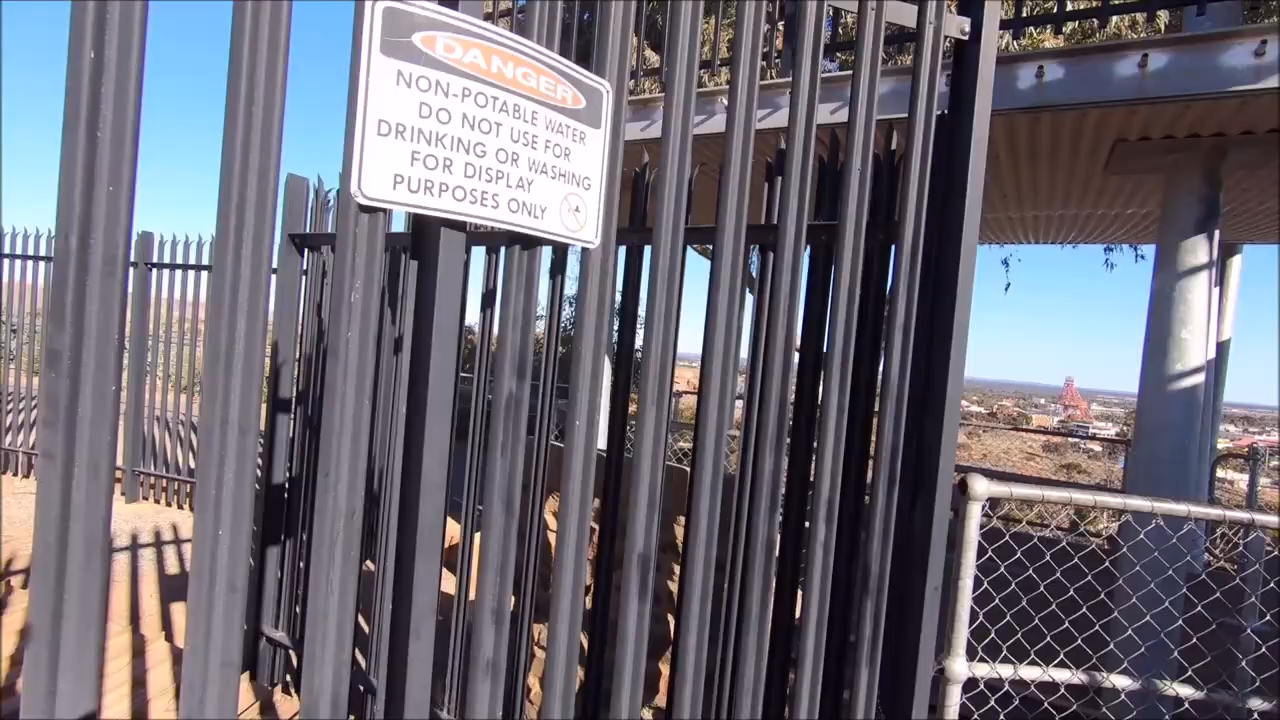 DANGER
NON-POTABLE WATER
DO NOT USE FOR
DRINKING OR WASHING
FOR DISPLAY
PURPOSES ONLY